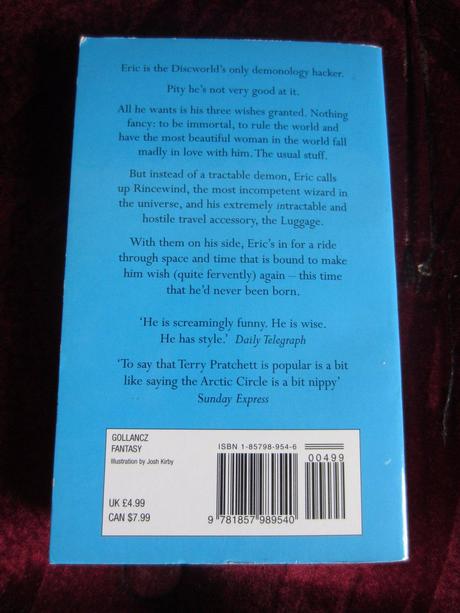 Eric is the Discworld's only demonology hacker.
Pity he's not very good at it.
All he wants is his three wishes granted. Nothing
fancy: to be immortal, to rule the world and
have the most beautiful woman in the world fall
madly in love with him. The usual stuff.
But instead of a tractable demon, Eric calls
up Rincewind, the most incompetent wizard in
the universe, and his extremely intractable and
hostile travel accessory, the Luggage.
With them on his side, Eric's in for a ride
through space and time that is bound to make
him wish (quite fervently) again – this time
that he'd never been born.
'He is screamingly funny. He is wise.
He has style.' Daily Telegraph
'To say that Terry Pratchett is popular is a bit
like saying the Arctic Circle is a bit nippy'
Sunday Express
GOLLANCZ
FANTASY
Illustration by Josh Kirby
UK £4.99
CAN $7.99
ISBN 1-85798-954-6
00499
9 781857 989540